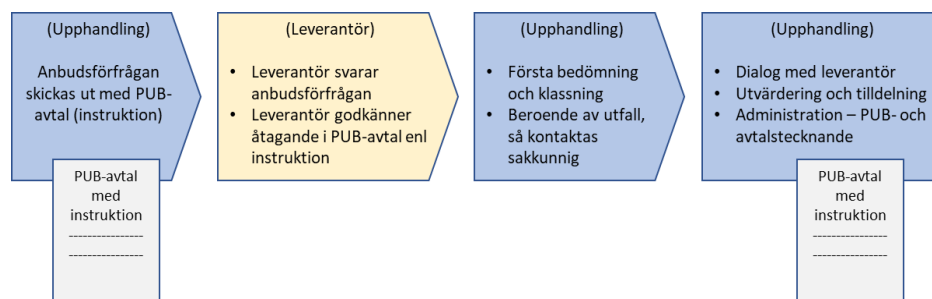 (Upphandling)
Anbudsförfrågan
skickas ut med PUB-
avtal (instruktion)
PUB-avtal
med
instruktion
----------------
----------------
(Leverantör)
• Leverantör svarar
anbudsförfrågan
• Leverantör godkänner
åtagande i PUB-avtal enl
instruktion
(Upphandling)
• Första bedömning
och klassning
• Beroende av utfall,
så kontaktas
sakkunnig
(Upphandling)
• Dialog med leverantör
• Utvärdering och tilldelning
• Administration – PUB- och
avtalstecknande
PUB-avtal
med
instruktion
----------------
----------------